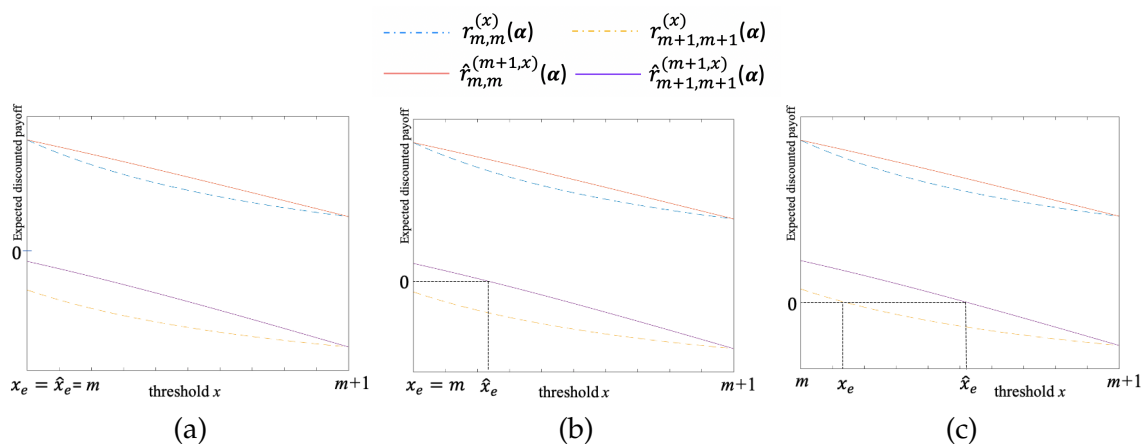 r_{m,m}^{(x)}(α) r_{m+1,m+1}^{(x)}(α)
r̂_{m,m}^{(m+1,x)}(α) r̂_{m+1,m+1}^{(m+1,x)}(α)
Expected discounted payoff
0
x_e = x̂_e = m
threshold x
m+1
(a)
Expected discounted payoff
0
x_e = m
x̂_e
threshold x
m+1
(b)
Expected discounted payoff
0
m
x_e
x̂_e
threshold x
m+1
(c)